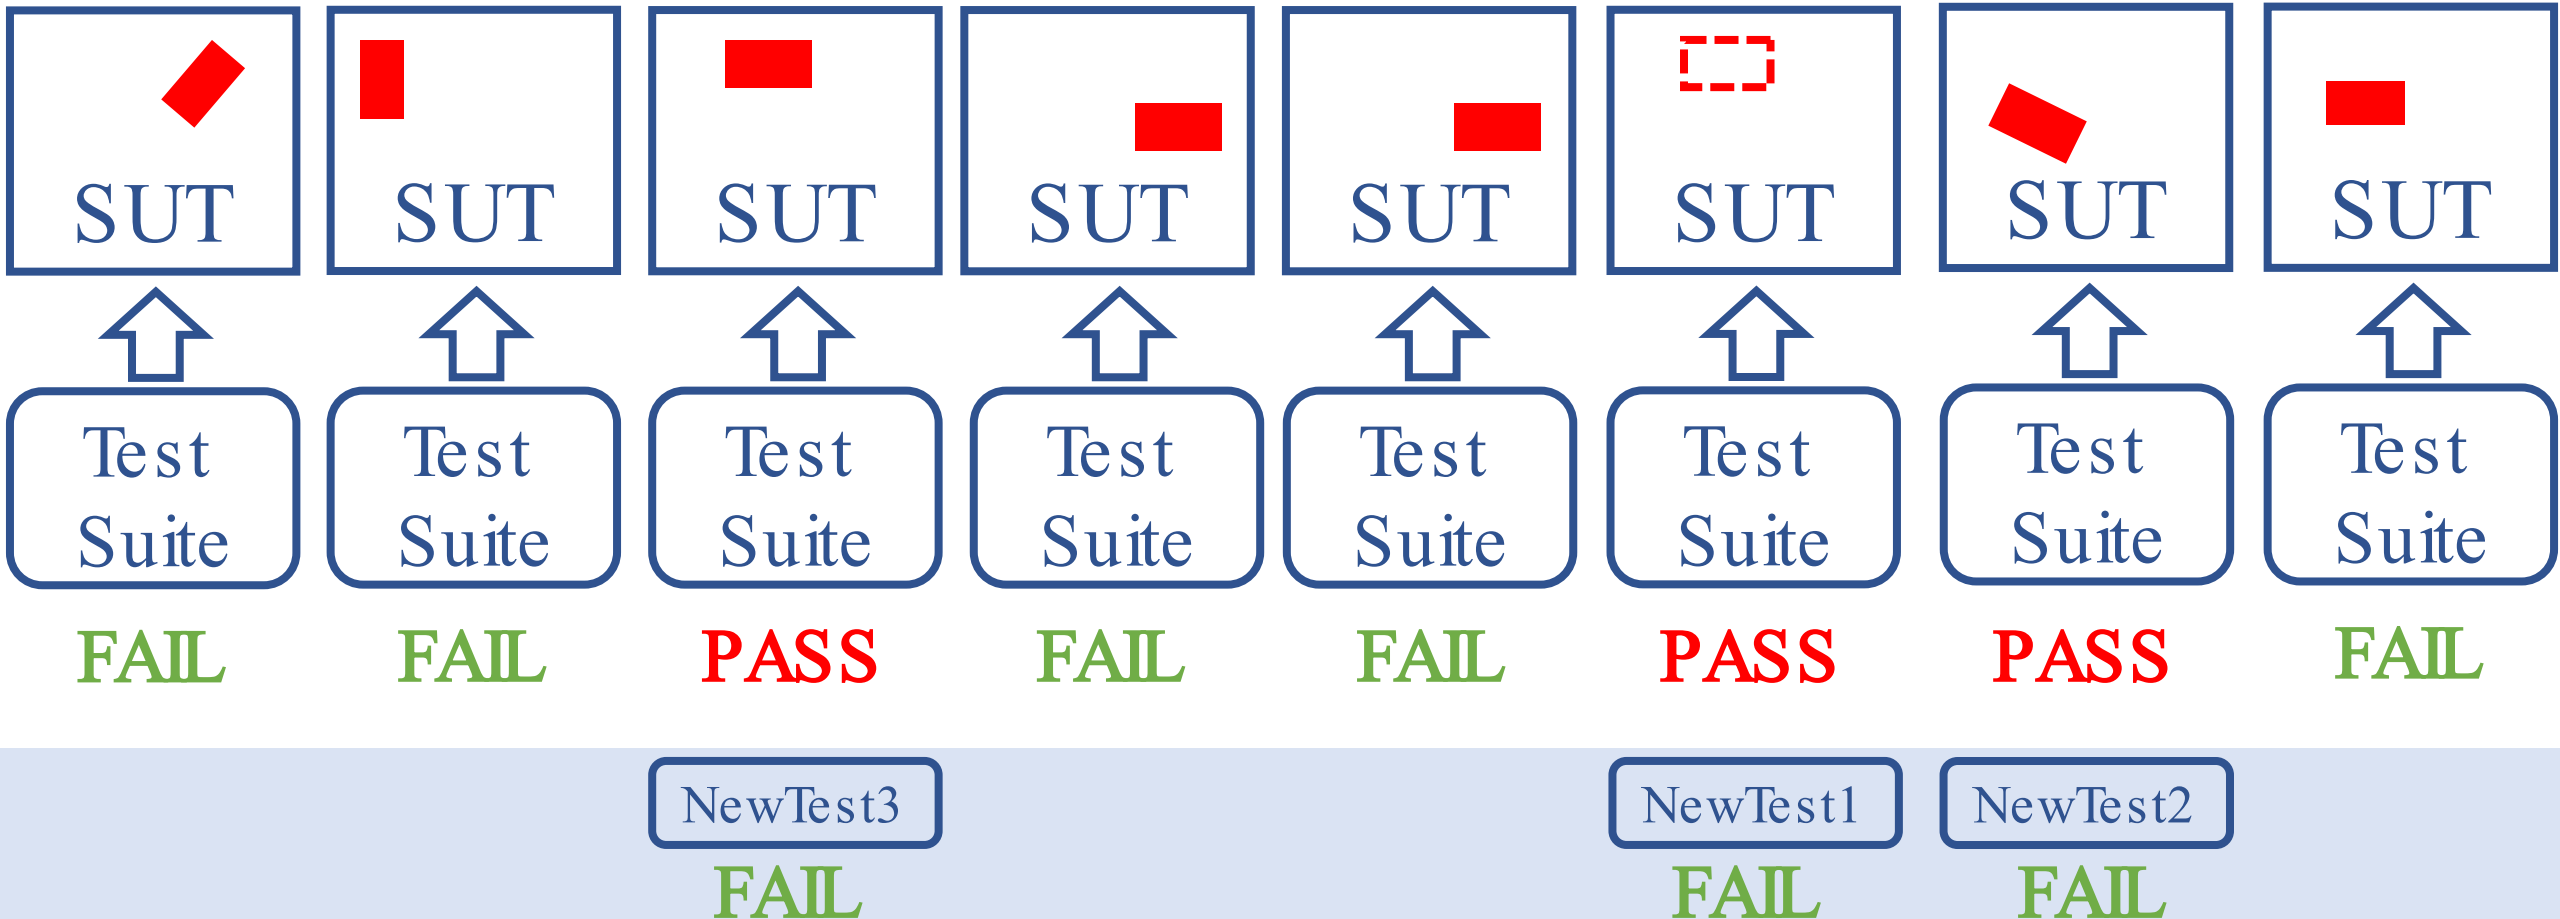 SUT SUT SUT SUT SUT SUT SUT SUT
Test Test Test Test Test Test Test Test
Suite Suite Suite Suite Suite Suite Suite Suite
FAIL FAIL PASS FAIL FAIL PASS PASS FAIL
NewTest3 NewTest1 NewTest2
FAIL FAIL FAIL